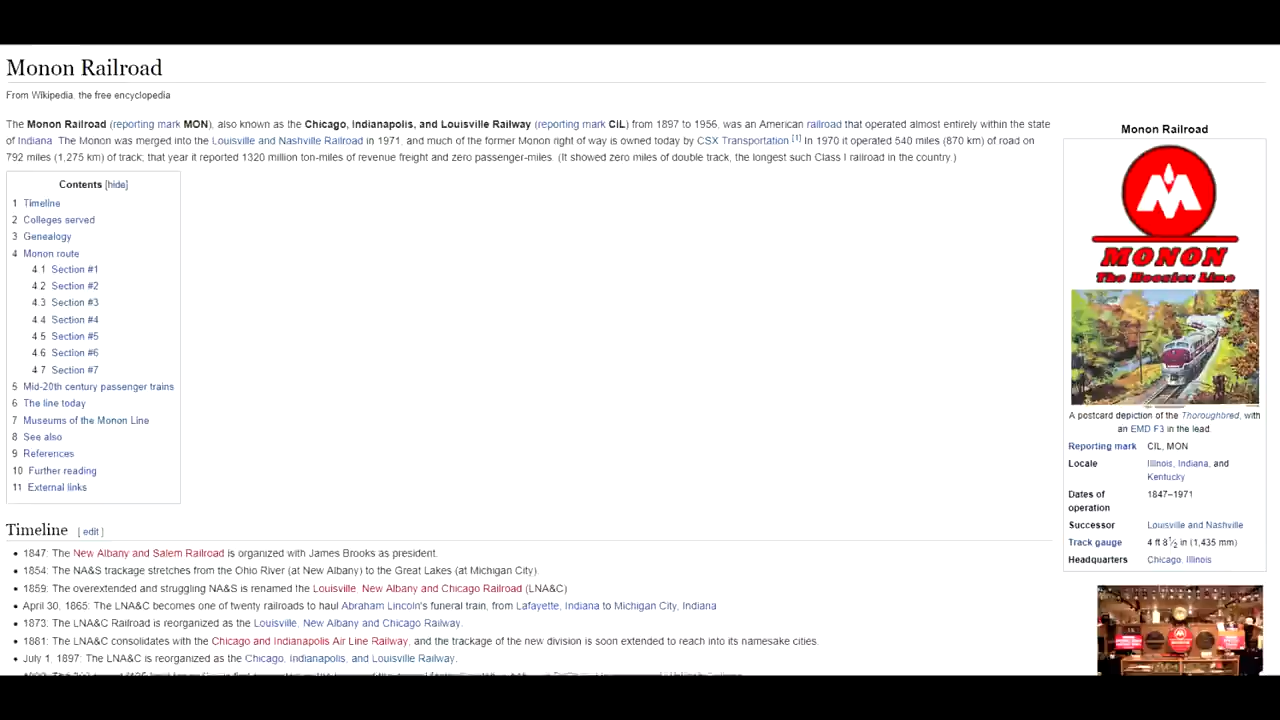 Monon Railroad
From Wikipedia, the free encyclopedia
The Monon Railroad (reporting mark MON), also known as the Chicago, Indianapolis, and Louisville Railway (reporting mark CIL) from 1897 to 1956, was an American railroad that operated almost entirely within the state
of Indiana. The Monon was merged into the Louisville and Nashville Railroad in 1971, and much of the former Monon right of way is owned today by CSX Transportation.[1] In 1970 it operated 540 miles (870 km) of road on
792 miles (1,275 km) of track; that year it reported 1320 million ton-miles of revenue freight and zero passenger-miles. (It showed zero miles of double track, the longest such Class I railroad in the country.)
Contents [hide]
1 Timeline
2 Colleges served
3 Genealogy
4 Monon route
4.1 Section #1
4.2 Section #2
4.3 Section #3
4.4 Section #4
4.5 Section #5
4.6 Section #6
4.7 Section #7
5 Mid-20th century passenger trains
6 The line today
7 Museums of the Monon Line
8 See also
9 References
10 Further reading
11 External links
Timeline [ edit ]
• 1847: The New Albany and Salem Railroad is organized with James Brooks as president.
• 1854: The NA&S trackage stretches from the Ohio River (at New Albany) to the Great Lakes (at Michigan City).
• 1859: The overextended and struggling NA&S is renamed the Louisville, New Albany and Chicago Railroad (LNA&C)
• April 30, 1865: The LNA&C becomes one of twenty railroads to haul Abraham Lincoln's funeral train, from Lafayette, Indiana to Michigan City, Indiana
• 1873: The LNA&C Railroad is reorganized as the Louisville, New Albany and Chicago Railway.
• 1881: The LNA&C consolidates with the Chicago and Indianapolis Air Line Railway, and the trackage of the new division is soon extended to reach into its namesake cities.
• July 1, 1897: The LNA&C is reorganized as the Chicago, Indianapolis, and Louisville Railway.
Monon Railroad
MONON
The Hoosier Line
A postcard depiction of the Thoroughbred, with
an EMD F3 in the lead.
Reporting mark CIL, MON
Locale Illinois, Indiana, and
Kentucky
Dates of 1847–1971
operation
Successor Louisville and Nashville
Track gauge 4 ft 8 1⁄2 in (1,435 mm)
Headquarters Chicago, Illinois